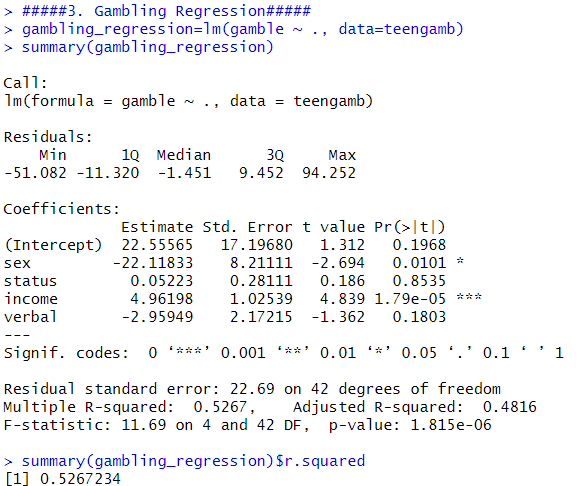 > #####3. Gambling Regression#####
> gambling_regression=lm(gamble ~ ., data=teengamb)
> summary(gambling_regression)
Call:
lm(formula = gamble ~ ., data = teengamb)
Residuals:
    Min      1Q  Median      3Q     Max
-51.082 -11.320  -1.451   9.452  94.252
Coefficients:
             Estimate Std. Error t value Pr(>|t|)
(Intercept)  22.55565   17.19680   1.312   0.1968
sex         -22.11833    8.21111  -2.694   0.0101 *
status        0.05223    0.28111   0.186   0.8535
income        4.96198    1.02539   4.839 1.79e-05 ***
verbal       -2.95949    2.17215  -1.362   0.1803
---
Signif. codes:  0 ‘***’ 0.001 ‘**’ 0.01 ‘*’ 0.05 ‘.’ 0.1 ‘ ’ 1
Residual standard error: 22.69 on 42 degrees of freedom
Multiple R-squared:  0.5267,    Adjusted R-squared:  0.4816
F-statistic: 11.69 on 4 and 42 DF,  p-value: 1.815e-06
> summary(gambling_regression)$r.squared
[1] 0.5267234